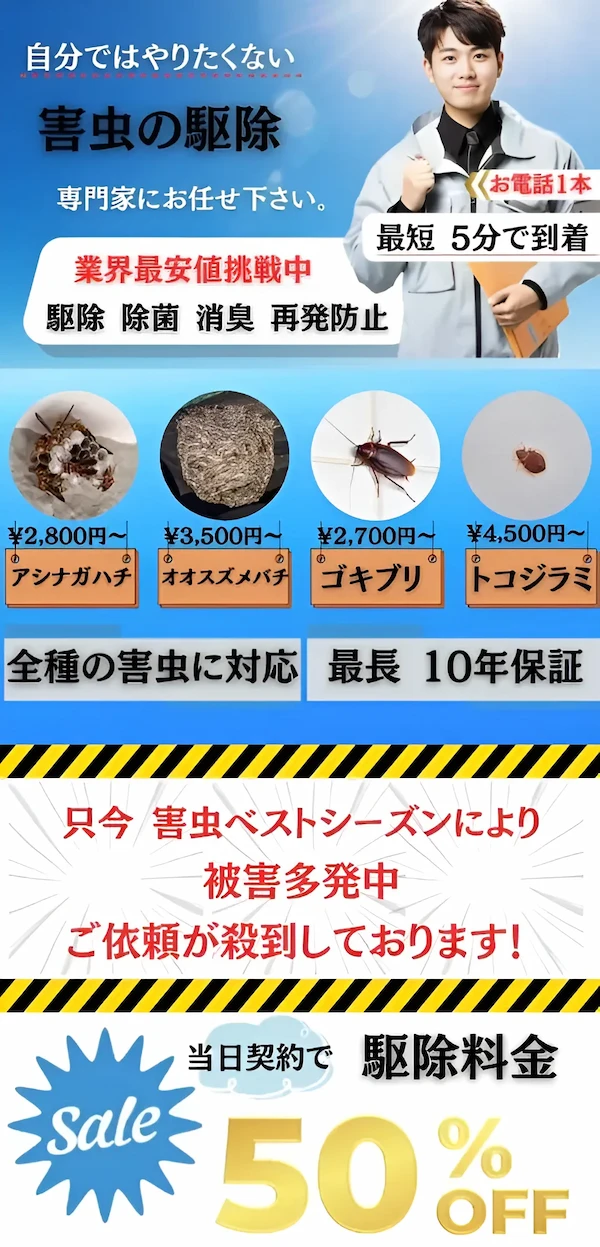 自分ではやりたくない
害虫の駆除
専門家にお任せ下さい。
お電話1本
最短 5分で到着
業界最安値挑戦中
駆除 除菌 消臭 再発防止
¥2,800円～ ¥3,500円～ ¥2,700円～ ¥4,500円～
アシナガハチ オオスズメバチ ゴキブリ トコジラミ
全種の害虫に対応 最長 10年保証
只今 害虫ベストシーズンにより
被害多発中
ご依頼が殺到しております!
当日契約で 駆除料金
Sale
50%
OFF